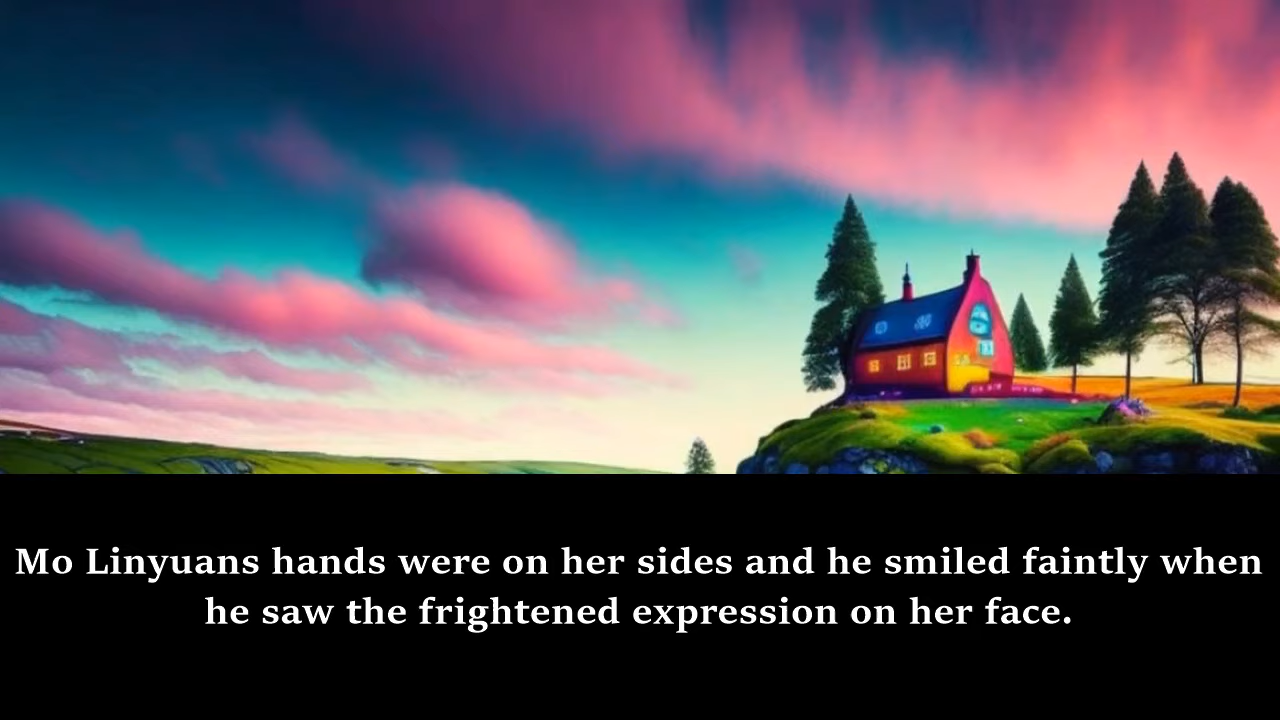 Mo Linyuans hands were on her sides and he smiled faintly when
he saw the frightened expression on her face.